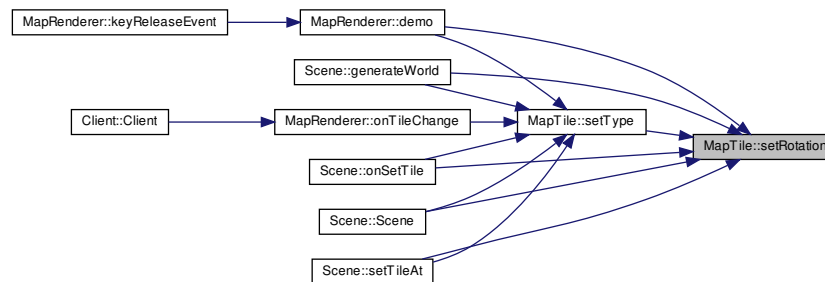 MapRenderer::keyReleaseEvent
MapRenderer::demo
Scene::generateWorld
Client::Client
MapRenderer::onTileChange
MapTile::setType
MapTile::setRotation
Scene::onSetTile
Scene::Scene
Scene::setTileAt